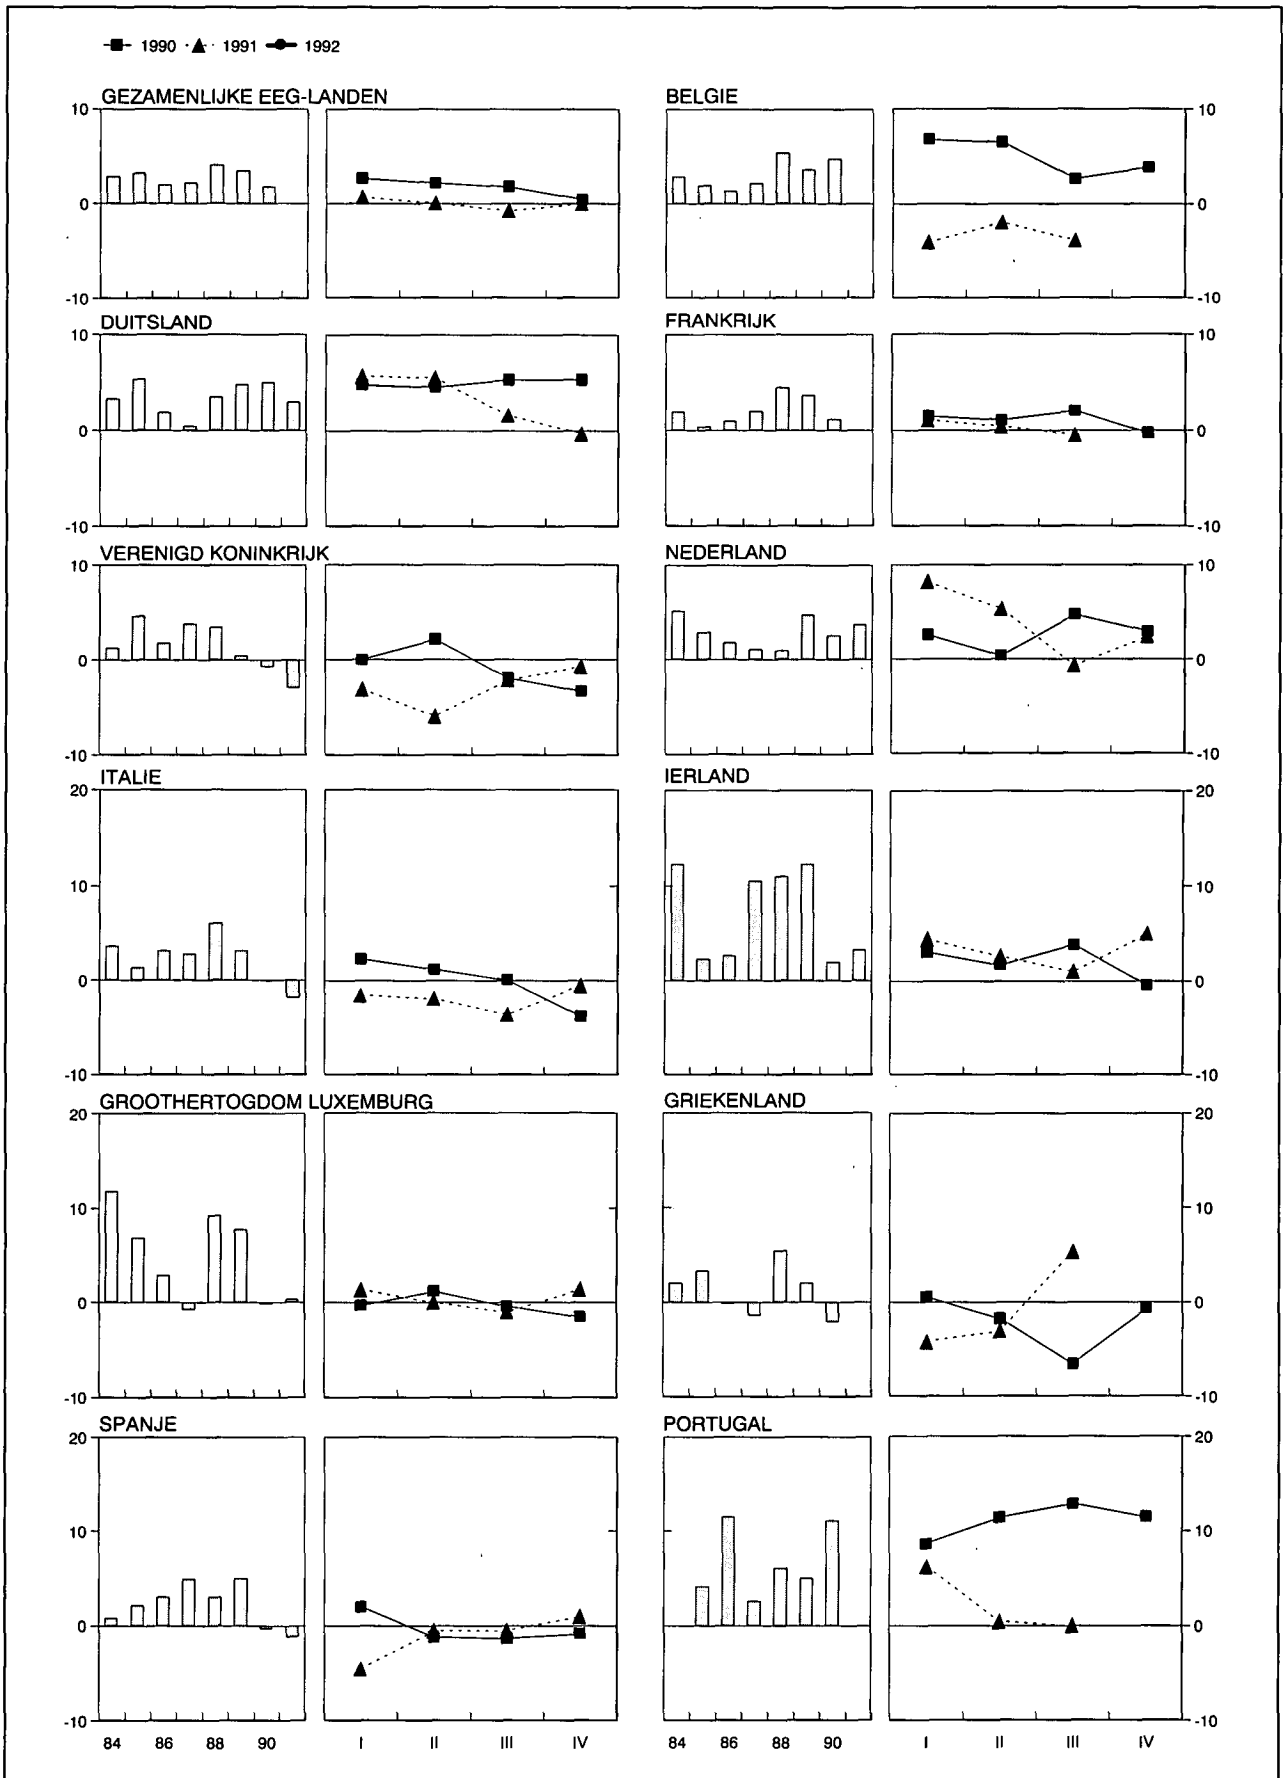 1990 1991 1992
GEZAMENLIJKE EEG-LANDEN BELGIE
10 10
0 0
-10 -10
DUITSLAND FRANKRIJK
10 10
0 0
-10 -10
VERENIGD KONINKRIJK NEDERLAND
10 10
0 0
-10 -10
ITALIE IERLAND
20 20
10 10
0 0
-10 -10
GROOTHERTOGDOM LUXEMBURG GRIEKENLAND
20 20
10 10
0 0
-10 -10
SPANJE PORTUGAL
20 20
10 10
0 0
-10 -10
84 86 88 90 I II III IV 84 86 88 90 I II III IV